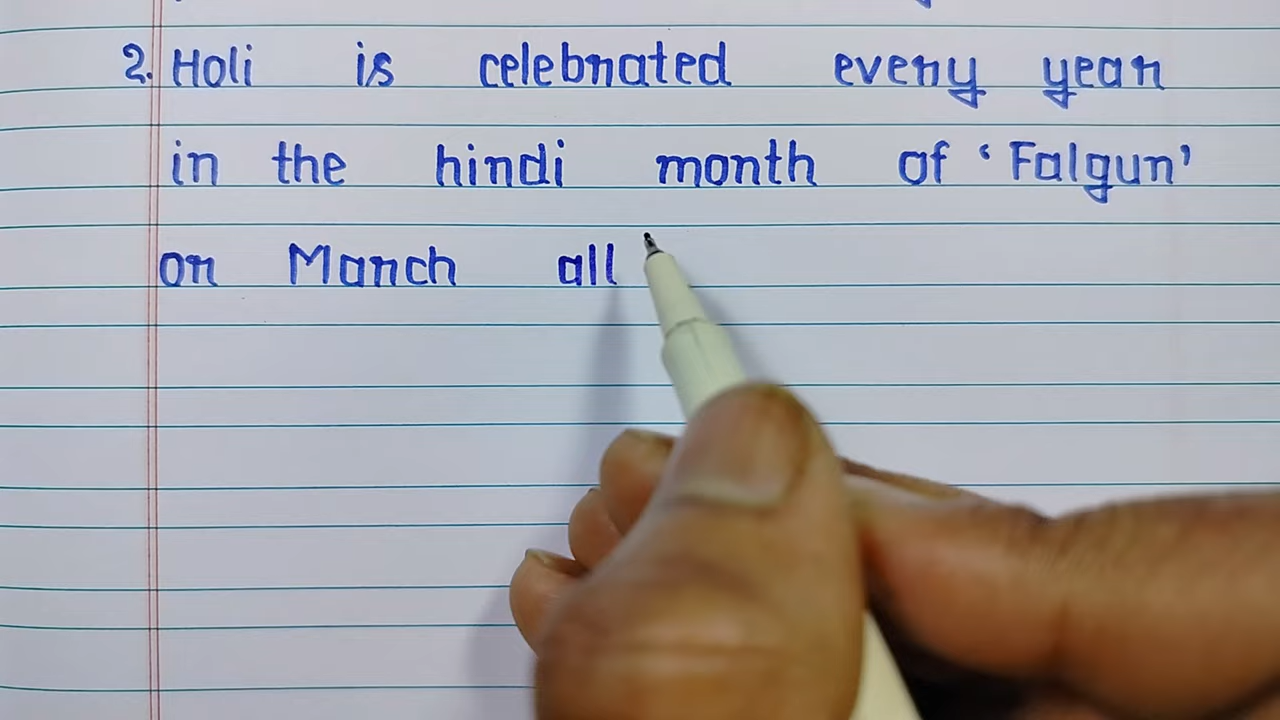 2. Holi is celebrated every year
in the hindi month of ‘Falgun’
or March all